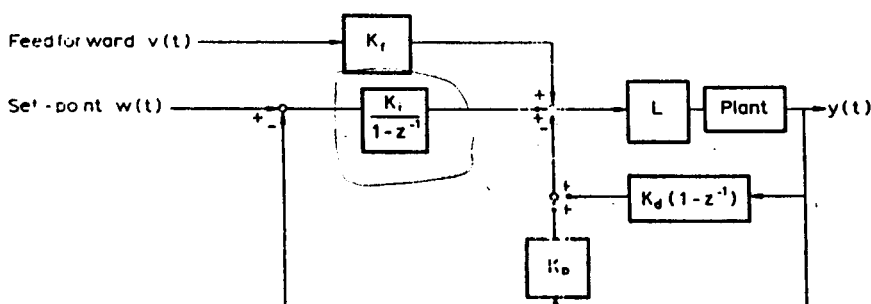 Feedforward v(t)
K_f
Set-point w(t)
+
-
K_i
1-z^{-1}
+
+
-
L
Plant
y(t)
+
+
K_d (1-z^{-1})
K_p